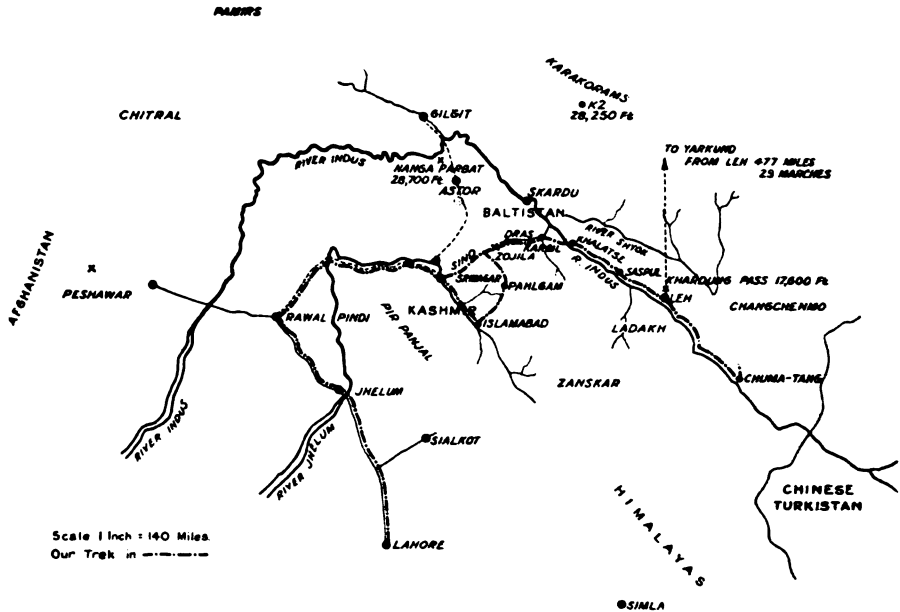 PAMIRS
KARAKORAMS
K2
28,250 Ft
CHITRAL
GILGIT
TO YARKUND
FROM LEH 477 MILES
29 MARCHES
RIVER INDUS
NANGA PARBAT
28,700 Ft
ASTOR
SKARDU
BALTISTAN
RIVER SHYOK
DRAS
KARGIL
KHALATSE
SIND
ZOJILA
R. INDUS
SASPUL
AFGHANISTAN
SRINAGAR
PAHLGAM
KHARDUNG PASS 17,600 Ft
LEH
PESHAWAR
CHANGCHENMO
KASHMIR
RAWAL PINDI
PIR PANJAL
ISLAMABAD
LADAKH
ZANSKAR
CHUMA-TANG
JHELUM
RIVER INDUS
RIVER JHELUM
SIALKOT
CHINESE
TURKISTAN
HIMALAYAS
Scale 1 Inch = 140 Miles.
Our Trek in
LAHORE
SIMLA